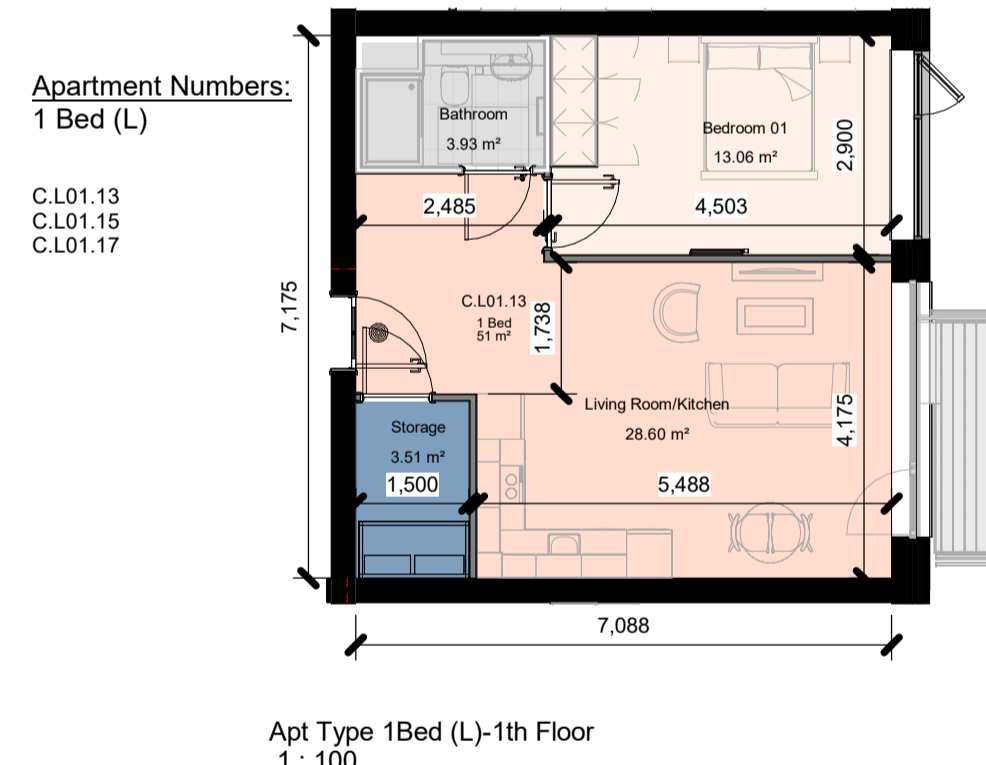 Apartment Numbers:
1 Bed (L)
C.L01.13
C.L01.15
C.L01.17
Bathroom
3.93 m²
Bedroom 01
13.06 m²
2,900
2,485
4,503
7,175
C.L01.13
1 Bed
51 m²
1,738
Living Room/Kitchen
28.60 m²
4,175
Storage
3.51 m²
1,500
5,488
7,088
Apt Type 1Bed (L)-1th Floor
1 : 100